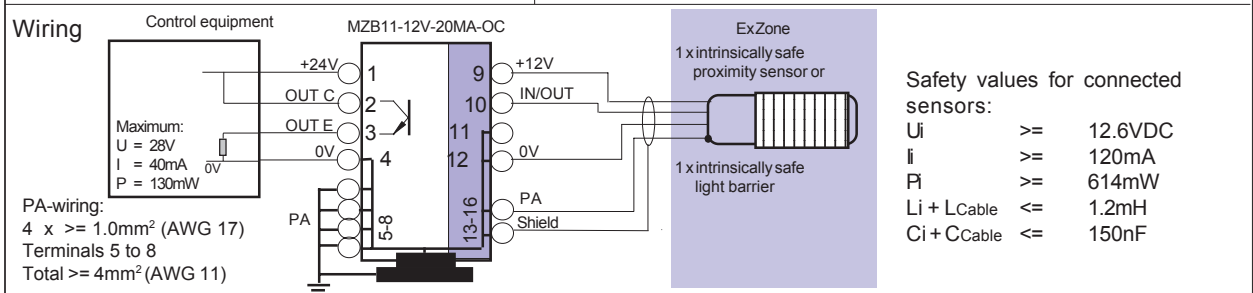 Wiring
Control equipment
MZB11-12V-20MA-OC
ExZone
+24V
1
OUT C
2
OUT E
3
0V
4
Maximum:
U = 28V
I = 40mA
P = 130mW
0V
PA-wiring:
4 x >= 1.0mm² (AWG 17)
Terminals 5 to 8
Total >= 4mm² (AWG 11)
PA
5-8
9
+12V
10
IN/OUT
11
12
0V
13-16
PA
Shield
1 x intrinsically safe
proximity sensor or
1 x intrinsically safe
light barrier
Safety values for connected
sensors:
Ui >= 12.6VDC
Ii >= 120mA
Pi >= 614mW
Li + LCable <= 1.2mH
Ci + CCable <= 150nF